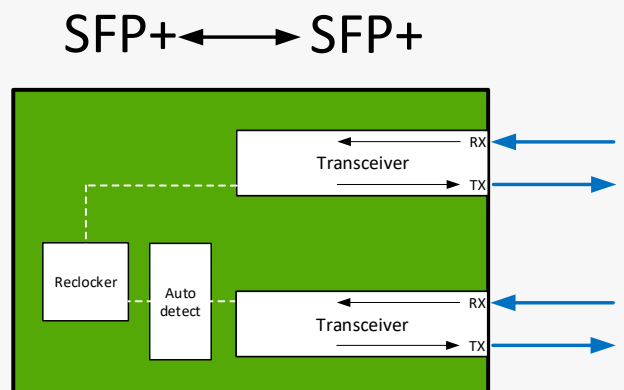 SFP+ SFP+
RX
Transceiver
TX
Reclocker
Auto
detect
RX
Transceiver
TX